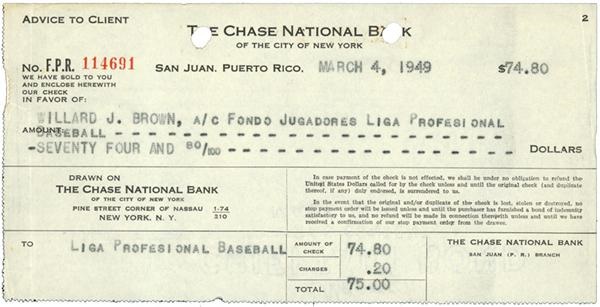 ADVICE TO CLIENT
2
THE CHASE NATIONAL BANK
OF THE CITY OF NEW YORK
No. F.P.R. 114691
SAN JUAN, PUERTO RICO, MARCH 4, 1949 $74.80
WE HAVE SOLD TO YOU
AND ENCLOSE HEREWITH
OUR CHECK
IN FAVOR OF:
WILLARD J. BROWN, A/C FONDO JUGADORES LIGA PROFESIONAL
AMOUNT: BASEBALL - - - - - - - - - - - - - - - - - - - - - - - - -
-SEVENTY FOUR AND 80/100 - - - - - - - - - - - - - - - - - - DOLLARS
DRAWN ON
THE CHASE NATIONAL BANK
OF THE CITY OF NEW YORK
PINE STREET CORNER OF NASSAU 1-74
NEW YORK, N. Y. 210
In case payment of the check is not effected, we shall be under no obligation to refund the
United States Dollars called for by the check unless and until the original check (and duplicate
thereof, if any) duly endorsed, is surrendered to us.
In the event that the original and/or duplicate of the check is lost, stolen or destroyed, no
stop payment order will be issued unless and until the purchaser has furnished a bond of indemnity
satisfactory to us, and no refund will be made in connection therewith unless and until we have
received a confirmation of our stop payment order from the drawee.
TO LIGA PROFESIONAL BASEBALL
AMOUNT OF CHECK 74.80
CHARGES .20
TOTAL 75.00
THE CHASE NATIONAL BANK
SAN JUAN (P. R.) BRANCH